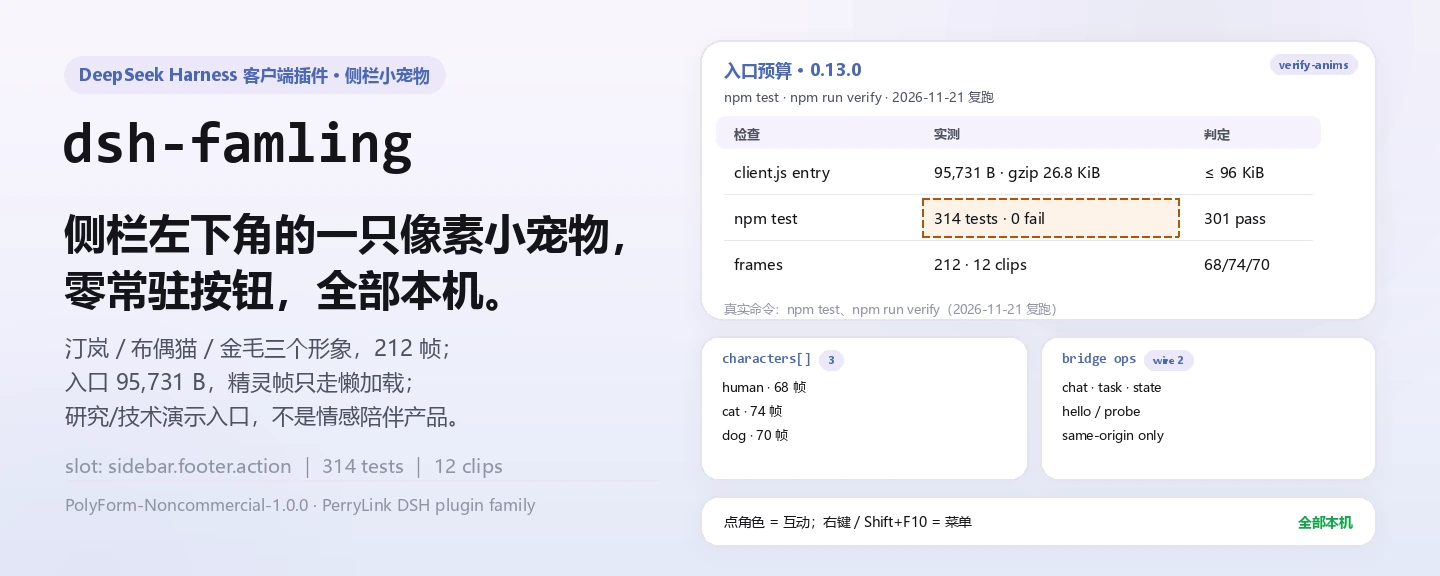 DeepSeek Harness 客户端插件 · 侧栏小宠物
dsh-famling
侧栏左下角的一只像素小宠物，
零常驻按钮，全部本机。
汀岚 / 布偶猫 / 金毛三个形象，212 帧；
入口 95,731 B，精灵帧只走懒加载；
研究/技术演示入口，不是情感陪伴产品。
slot: sidebar.footer.action | 314 tests | 12 clips
PolyForm-Noncommercial-1.0.0 · PerryLink DSH plugin family
入口预算 · 0.13.0
verify-anims
npm test · npm run verify · 2026-11-21 复跑
检查 实测 判定
client.js entry 95,731 B · gzip 26.8 KiB ≤ 96 KiB
npm test 314 tests · 0 fail 301 pass
frames 212 · 12 clips 68/74/70
真实命令：npm test、npm run verify（2026-11-21 复跑）
characters[] 3
human · 68 帧
cat · 74 帧
dog · 70 帧
bridge ops wire 2
chat · task · state
hello / probe
same-origin only
点角色 = 互动；右键 / Shift+F10 = 菜单
全部本机